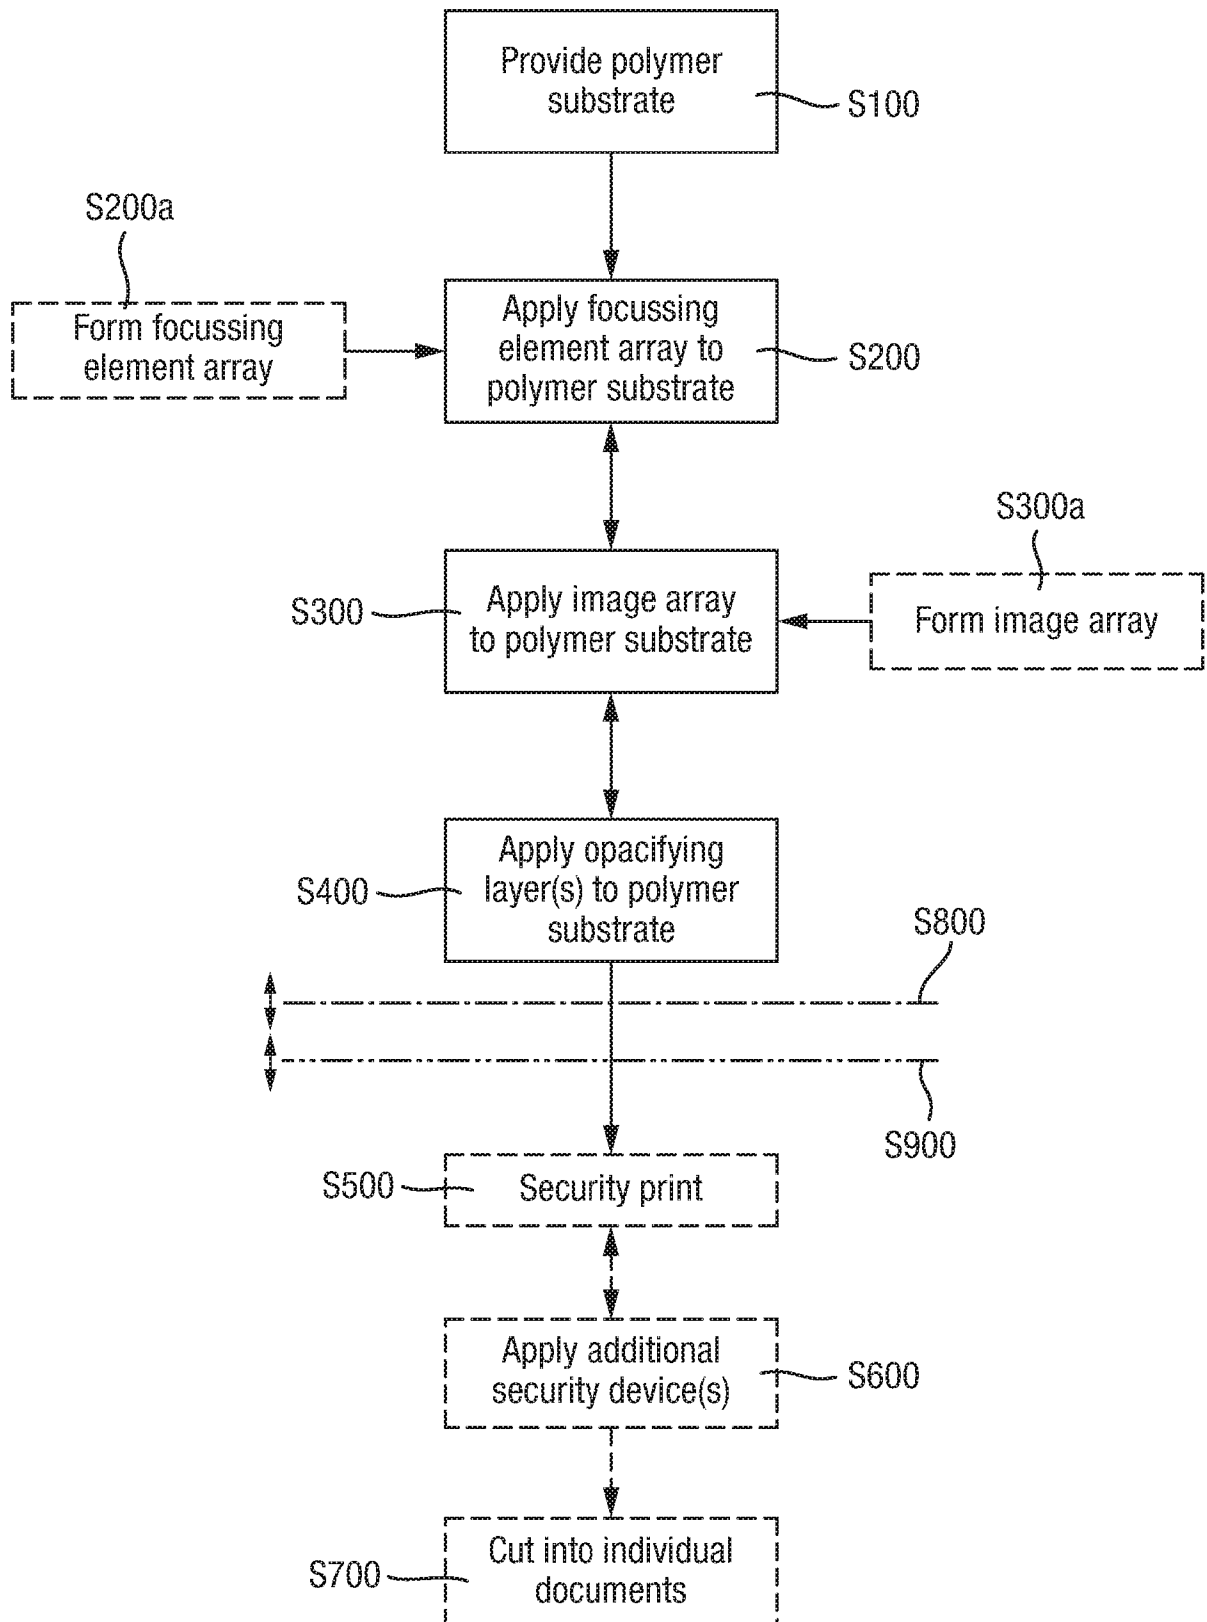 Provide polymer
substrate
S100
S200a
Form focussing
element array
Apply focussing
element array to
polymer substrate
S200
S300a
S300
Apply image array
to polymer substrate
Form image array
Apply opacifying
layer(s) to polymer
substrate
S400
S800
S900
S500
Security print
Apply additional
security device(s)
S600
Cut into individual
documents
S700